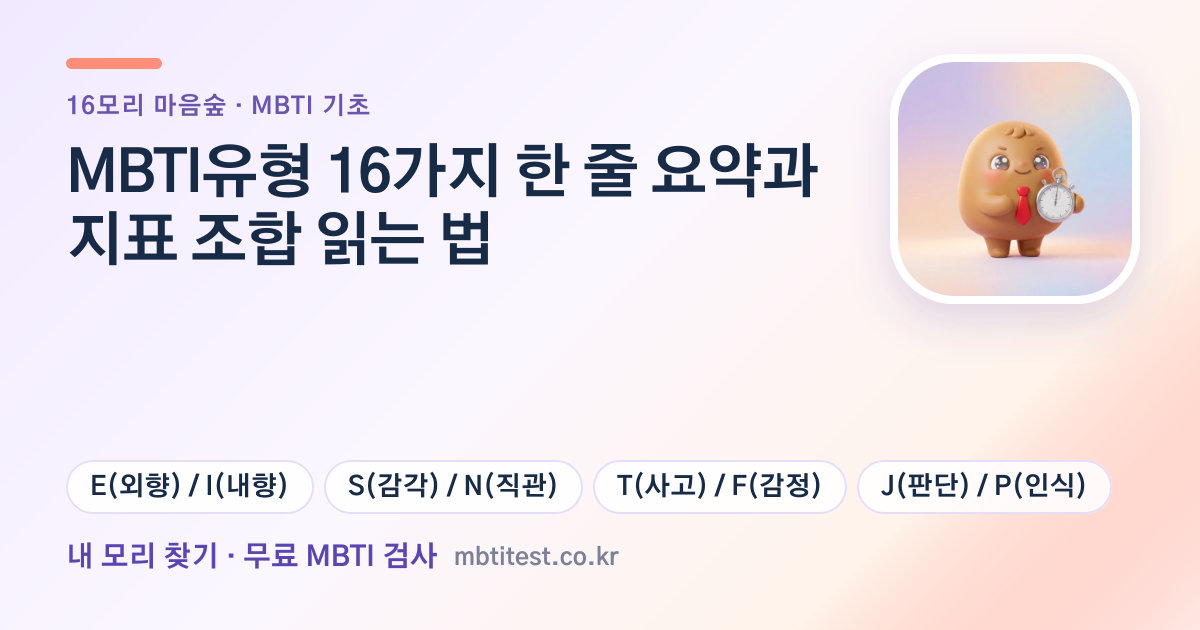 16모리 마음숲 · MBTI 기초
MBTI유형 16가지 한 줄 요약과
지표 조합 읽는 법
E(외향) / I(내향)
S(감각) / N(직관)
T(사고) / F(감정)
J(판단) / P(인식)
내 모리 찾기 · 무료 MBTI 검사 mbtitest.co.kr